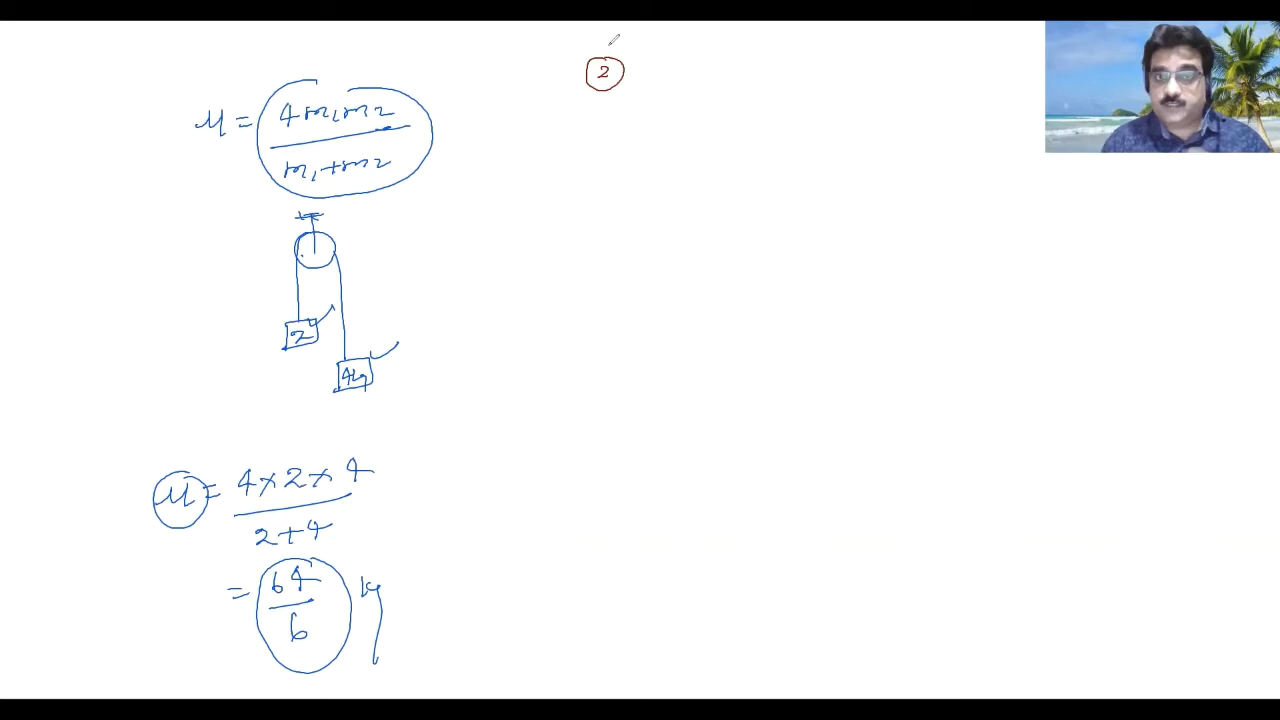 M = 4m1m2
m1+m2
2
4kg
M = 4×2×4
2+4
= 64 kg
6
2